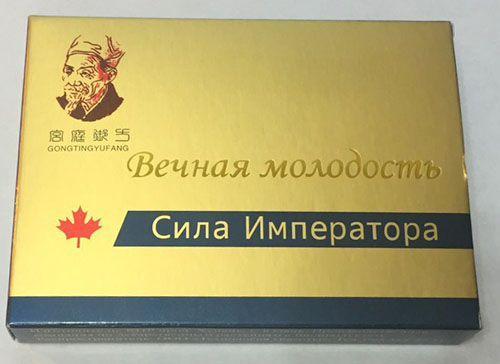 宫廷御方
GONGTINGYUFANG
Вечная молодость
Сила Императора